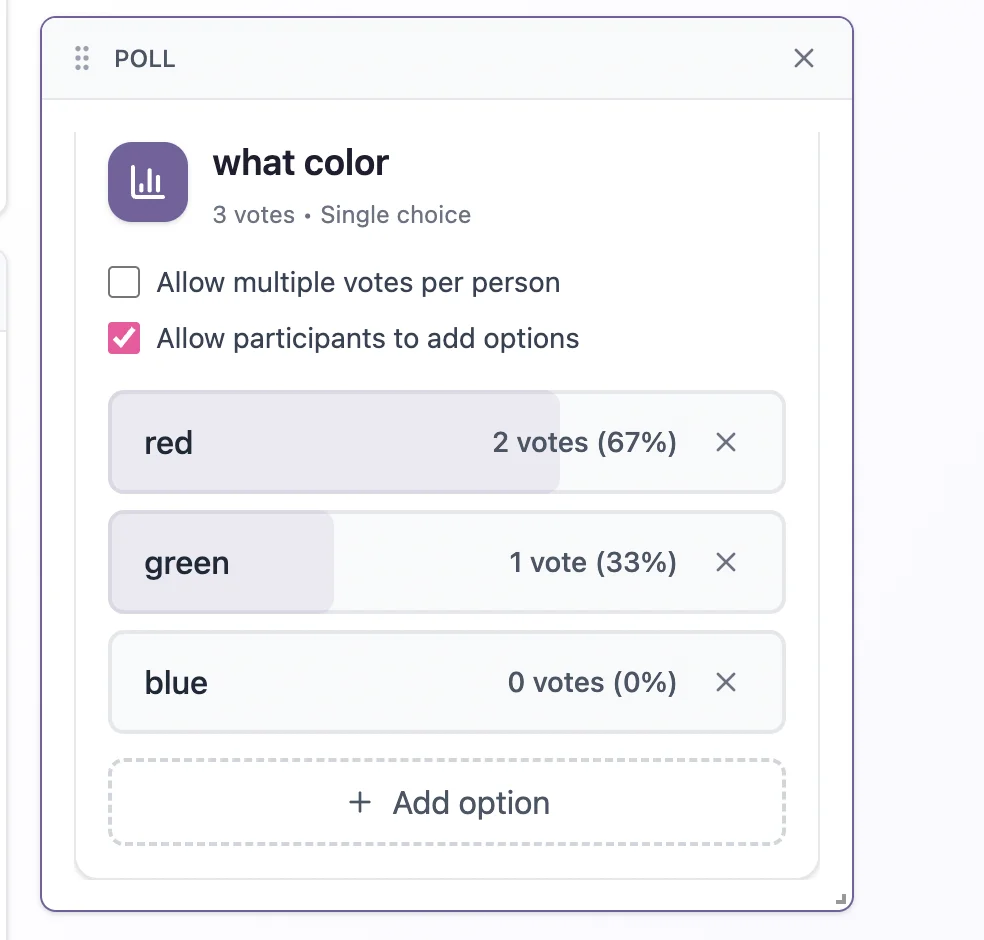 POLL
what color
3 votes • Single choice
Allow multiple votes per person
Allow participants to add options
red 2 votes (67%)
green 1 vote (33%)
blue 0 votes (0%)
+ Add option